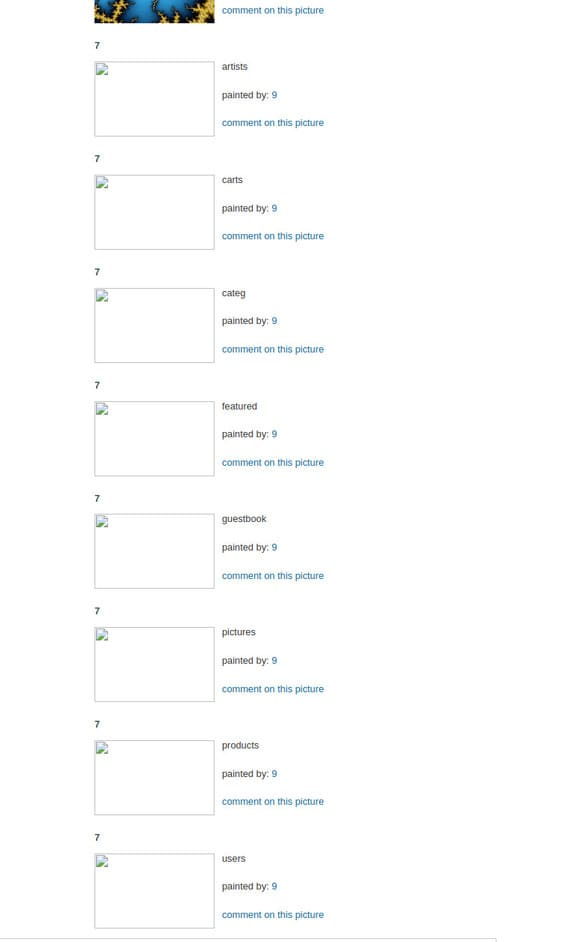 comment on this picture
7
artists
painted by: 9
comment on this picture
7
carts
painted by: 9
comment on this picture
7
categ
painted by: 9
comment on this picture
7
featured
painted by: 9
comment on this picture
7
guestbook
painted by: 9
comment on this picture
7
pictures
painted by: 9
comment on this picture
7
products
painted by: 9
comment on this picture
7
users
painted by: 9
comment on this picture